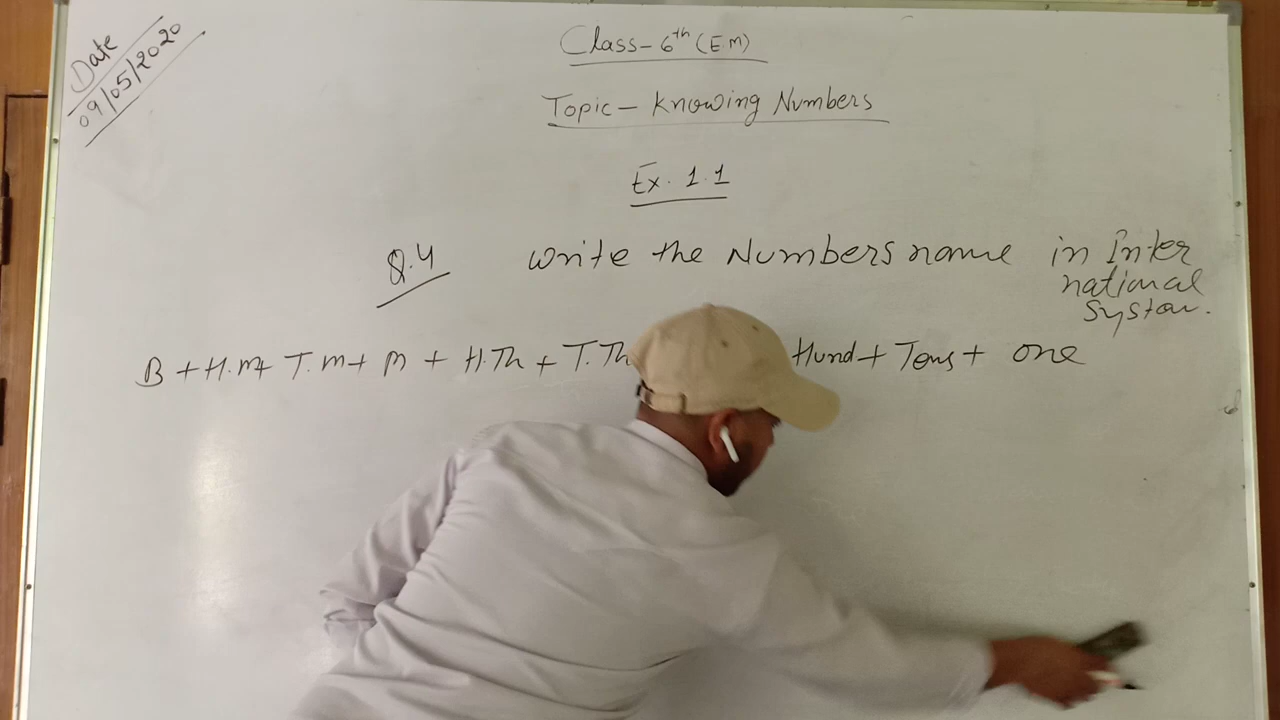 Date
09/05/2020
Class-6th (E.M)
Topic - Knowing Numbers
Ex. 1.1
Q.4 Write the Numbers name in Inter
national
System.
B + H.M + T.M + M + H.Th + T.Th Hund + Tens + one